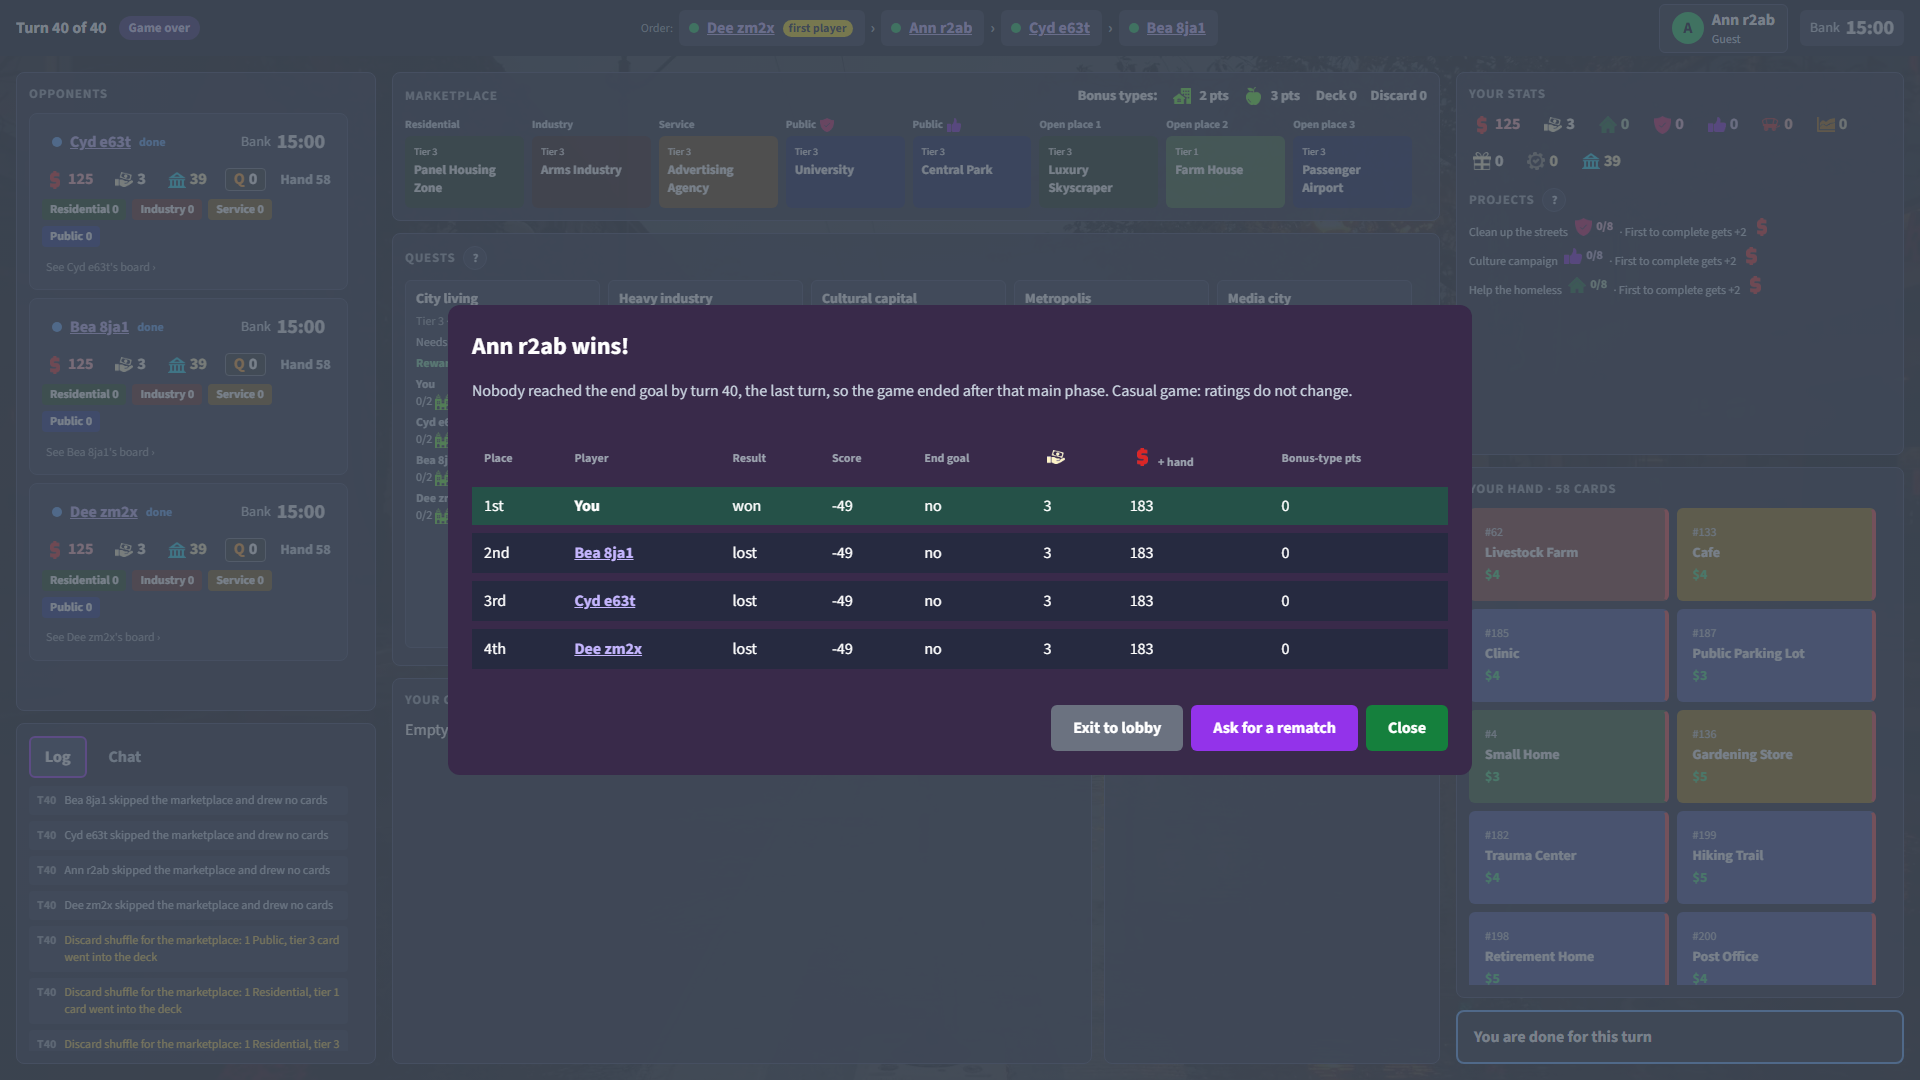 Turn 40 of 40 Game over
Order: Dee zm2x first player › Ann r2ab › Cyd e63t › Bea 8ja1
A Ann r2ab
Guest
Bank 15:00
OPPONENTS
Cyd e63t done Bank 15:00
125 3 39 Q 0 Hand 58
Residential 0 Industry 0 Service 0
Public 0
See Cyd e63t's board ›
Bea 8ja1 done Bank 15:00
125 3 39 Q 0 Hand 58
Residential 0 Industry 0 Service 0
Public 0
See Bea 8ja1's board ›
Dee zm2x done Bank 15:00
125 3 39 Q 0 Hand 58
Residential 0 Industry 0 Service 0
Public 0
See Dee zm2x's board ›
Log Chat
T40 Bea 8ja1 skipped the marketplace and drew no cards
T40 Cyd e63t skipped the marketplace and drew no cards
T40 Ann r2ab skipped the marketplace and drew no cards
T40 Dee zm2x skipped the marketplace and drew no cards
T40 Discard shuffle for the marketplace: 1 Public, tier 3 card
went into the deck
T40 Discard shuffle for the marketplace: 1 Residential, tier 1
card went into the deck
T40 Discard shuffle for the marketplace: 1 Residential, tier 3
MARKETPLACE
Bonus types: 2 pts 3 pts Deck 0 Discard 0
Residential
Tier 3
Panel Housing
Zone
Industry
Tier 3
Arms Industry
Service
Tier 3
Advertising
Agency
Public
Tier 3
University
Public
Tier 3
Central Park
Open place 1
Tier 3
Luxury
Skyscraper
Open place 2
Tier 1
Farm House
Open place 3
Tier 3
Passenger
Airport
QUESTS ?
City living Heavy industry Cultural capital Metropolis Media city
Tier 3
Needs
You
0/2
0/2
0/2
0/2
Empty
Ann r2ab wins!
Nobody reached the end goal by turn 40, the last turn, so the game ended after that main phase. Casual game: ratings do not change.
Place Player Result Score End goal $ + hand Bonus-type pts
1st You won -49 no 3 183 0
2nd Bea 8ja1 lost -49 no 3 183 0
3rd Cyd e63t lost -49 no 3 183 0
4th Dee zm2x lost -49 no 3 183 0
Exit to lobby Ask for a rematch Close
YOUR STATS
125 3 0 0 0 0 0
0 0 39
PROJECTS ?
Clean up the streets 0/8 · First to complete gets +2
Culture campaign 0/8 · First to complete gets +2
Help the homeless 0/8 · First to complete gets +2
YOUR HAND - 58 CARDS
#62
Livestock Farm
$4
#133
Cafe
$4
#185
Clinic
$4
#187
Public Parking Lot
$3
#4
Small Home
$3
#136
Gardening Store
$5
#182
Trauma Center
$4
#199
Hiking Trail
$5
#198
Retirement Home
$5
#200
Post Office
$4
You are done for this turn